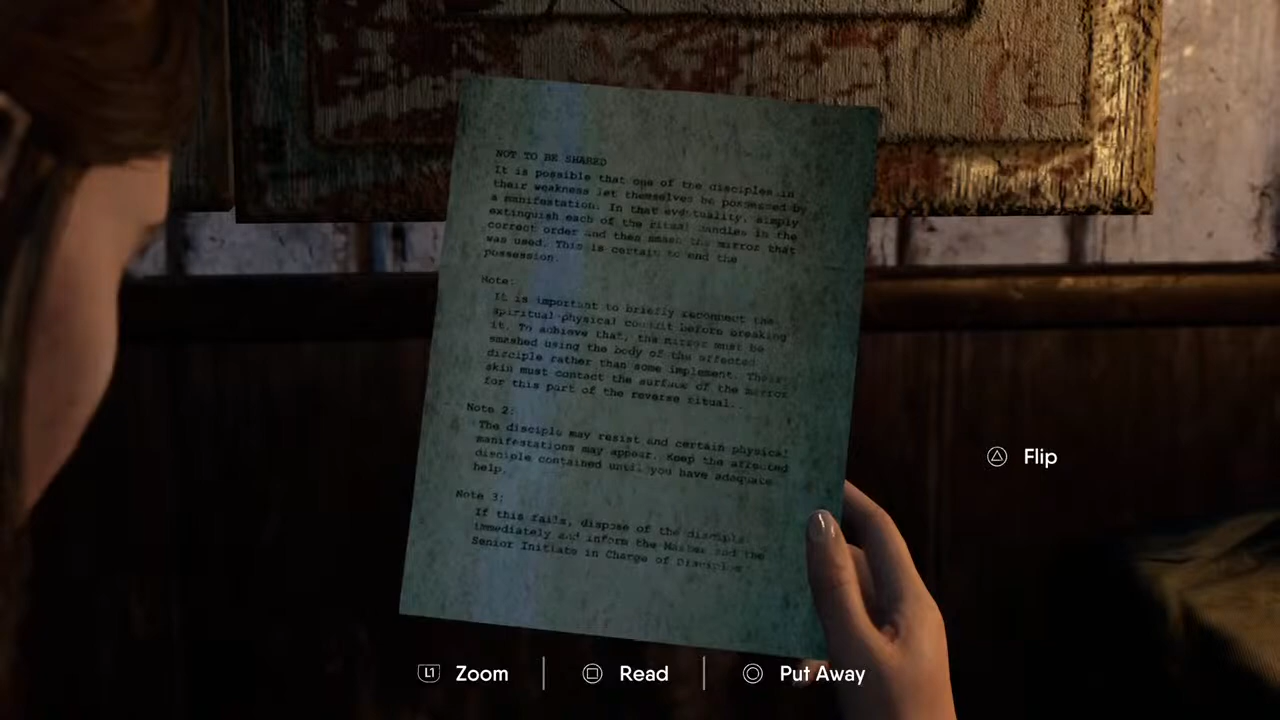 NOT TO BE SHARED
It is possible that one of the disciples in
their weakness let themselves be possessed by
a manifestation. In that eventuality, simply
extinguish each of the ritual candles in the
correct order and then smash the mirror that
was used. This is certain to end the
possession.
Note:
It is important to briefly reconnect the
spiritual-physical conduit before breaking
it. To achieve that, the mirror must be
smashed using the body of the affected
disciple rather than some implement. Their
skin must contact the surface of the mirror
for this part of the reverse ritual.
Note 2:
The disciple may resist and certain physical
manifestations may appear. Keep the affected
disciple contained until you have adequate
help.
Note 3:
If this fails, dispose of the disciple
immediately and inform the Master and the
Senior Initiate in Charge of Disciples
Flip
L1 Zoom Read Put Away